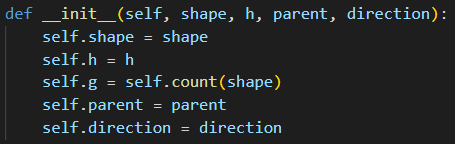 def __init__(self, shape, h, parent, direction):
    self.shape = shape
    self.h = h
    self.g = self.count(shape)
    self.parent = parent
    self.direction = direction